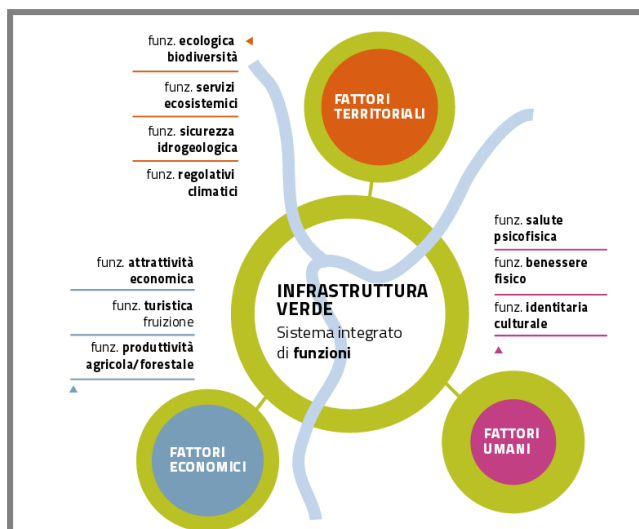 funz. ecologica
biodiversità
funz. servizi
ecosistemici
funz. sicurezza
idrogeologica
funz. regolativi
climatici
FATTORI
TERRITORIALI
funz. salute
psicofisica
funz. benessere
fisico
funz. identitaria
culturale
funz. attrattività
economica
funz. turistica
fruizione
funz. produttività
agricola/forestale
INFRASTRUTTURA
VERDE
Sistema integrato
di funzioni
FATTORI
ECONOMICI
FATTORI
UMANI